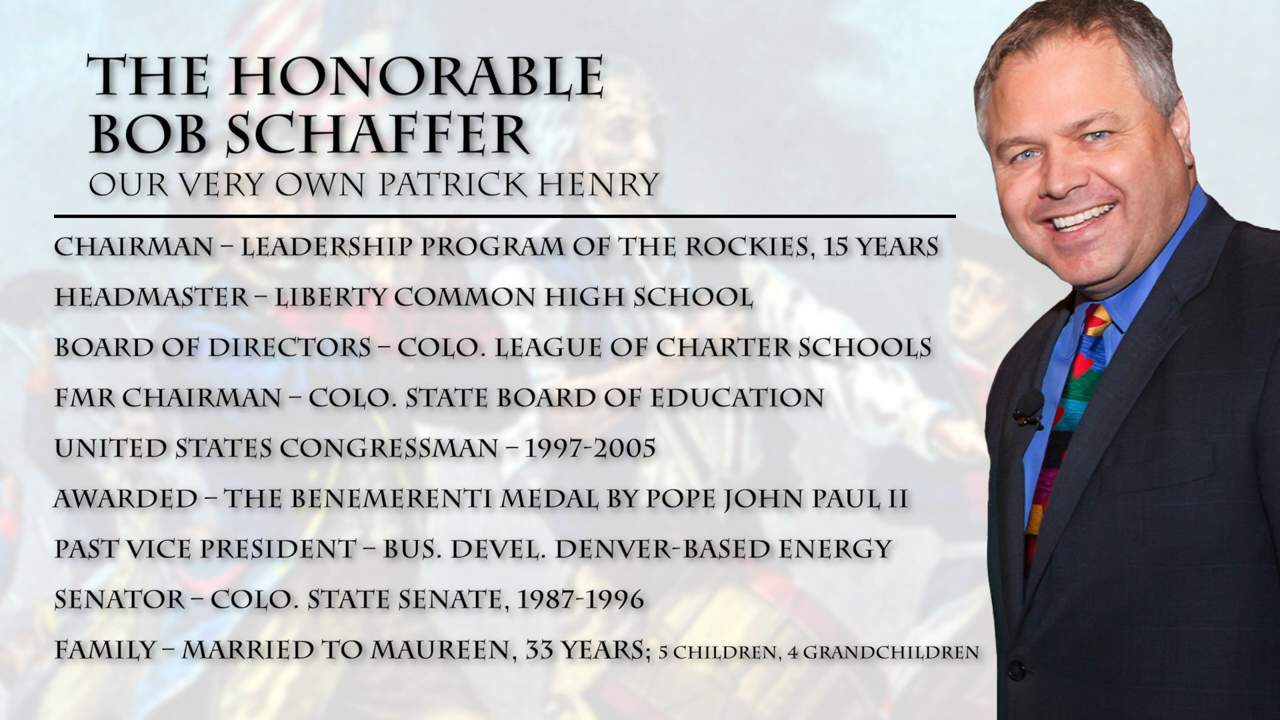 THE HONORABLE
BOB SCHAFFER
OUR VERY OWN PATRICK HENRY
CHAIRMAN – LEADERSHIP PROGRAM OF THE ROCKIES, 15 YEARS
HEADMASTER – LIBERTY COMMON HIGH SCHOOL
BOARD OF DIRECTORS – COLO. LEAGUE OF CHARTER SCHOOLS
FMR CHAIRMAN – COLO. STATE BOARD OF EDUCATION
UNITED STATES CONGRESSMAN – 1997-2005
AWARDED – THE BENEMERENTI MEDAL BY POPE JOHN PAUL II
PAST VICE PRESIDENT – BUS. DEVEL. DENVER-BASED ENERGY
SENATOR – COLO. STATE SENATE, 1987-1996
FAMILY – MARRIED TO MAUREEN, 33 YEARS; 5 CHILDREN, 4 GRANDCHILDREN